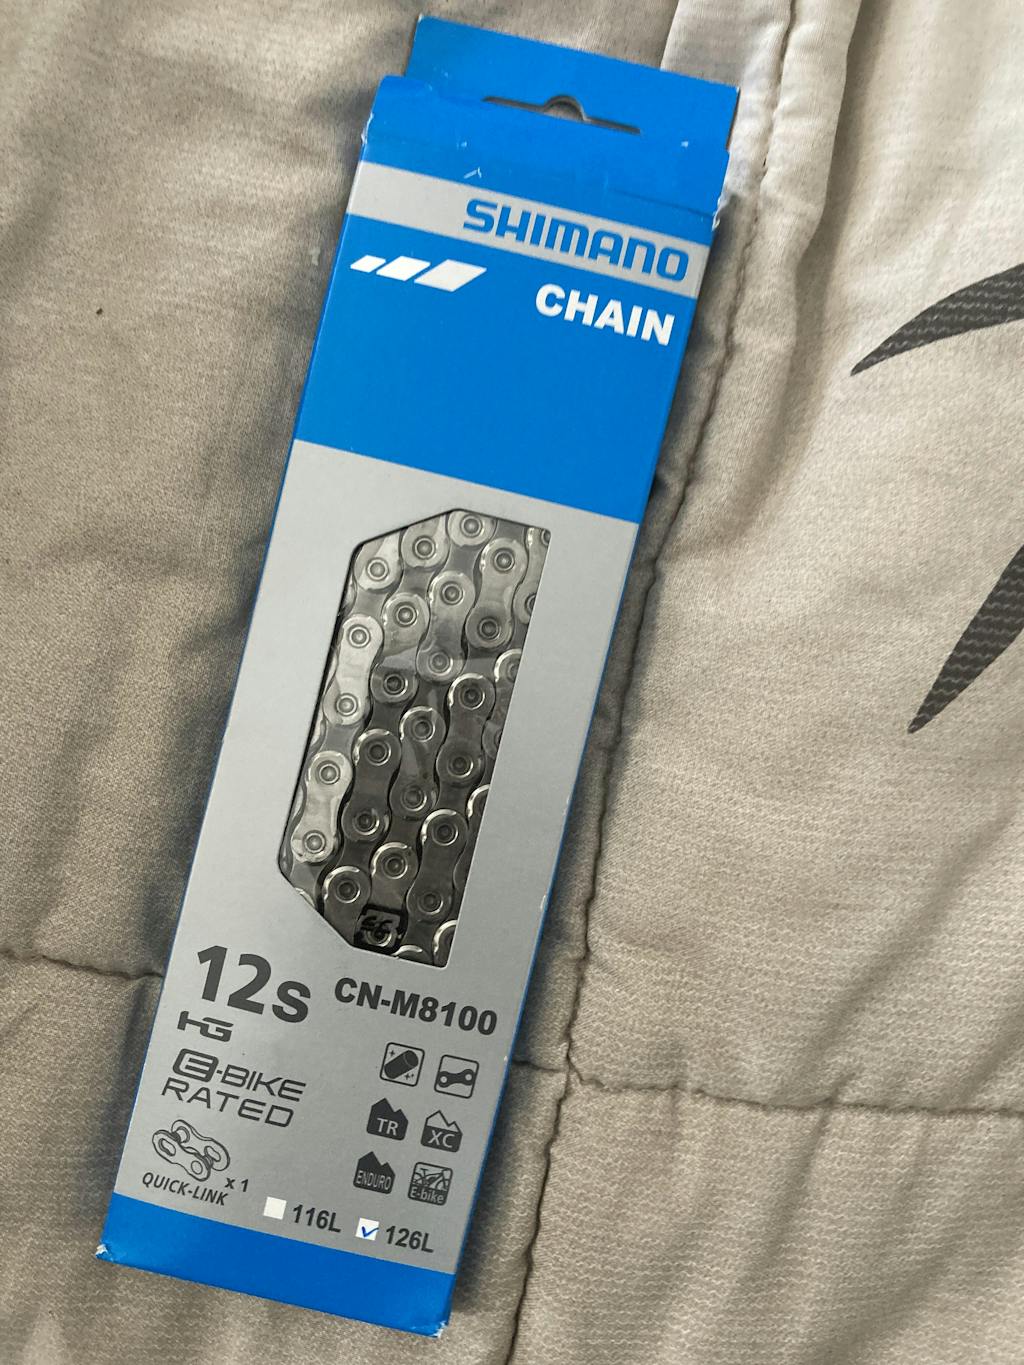 SHIMANO
CHAIN
12s CN-M8100
HG
E-BIKE
RATED
TR
XC
ENDURO
E-bike
x 1
QUICK-LINK
116L
126L